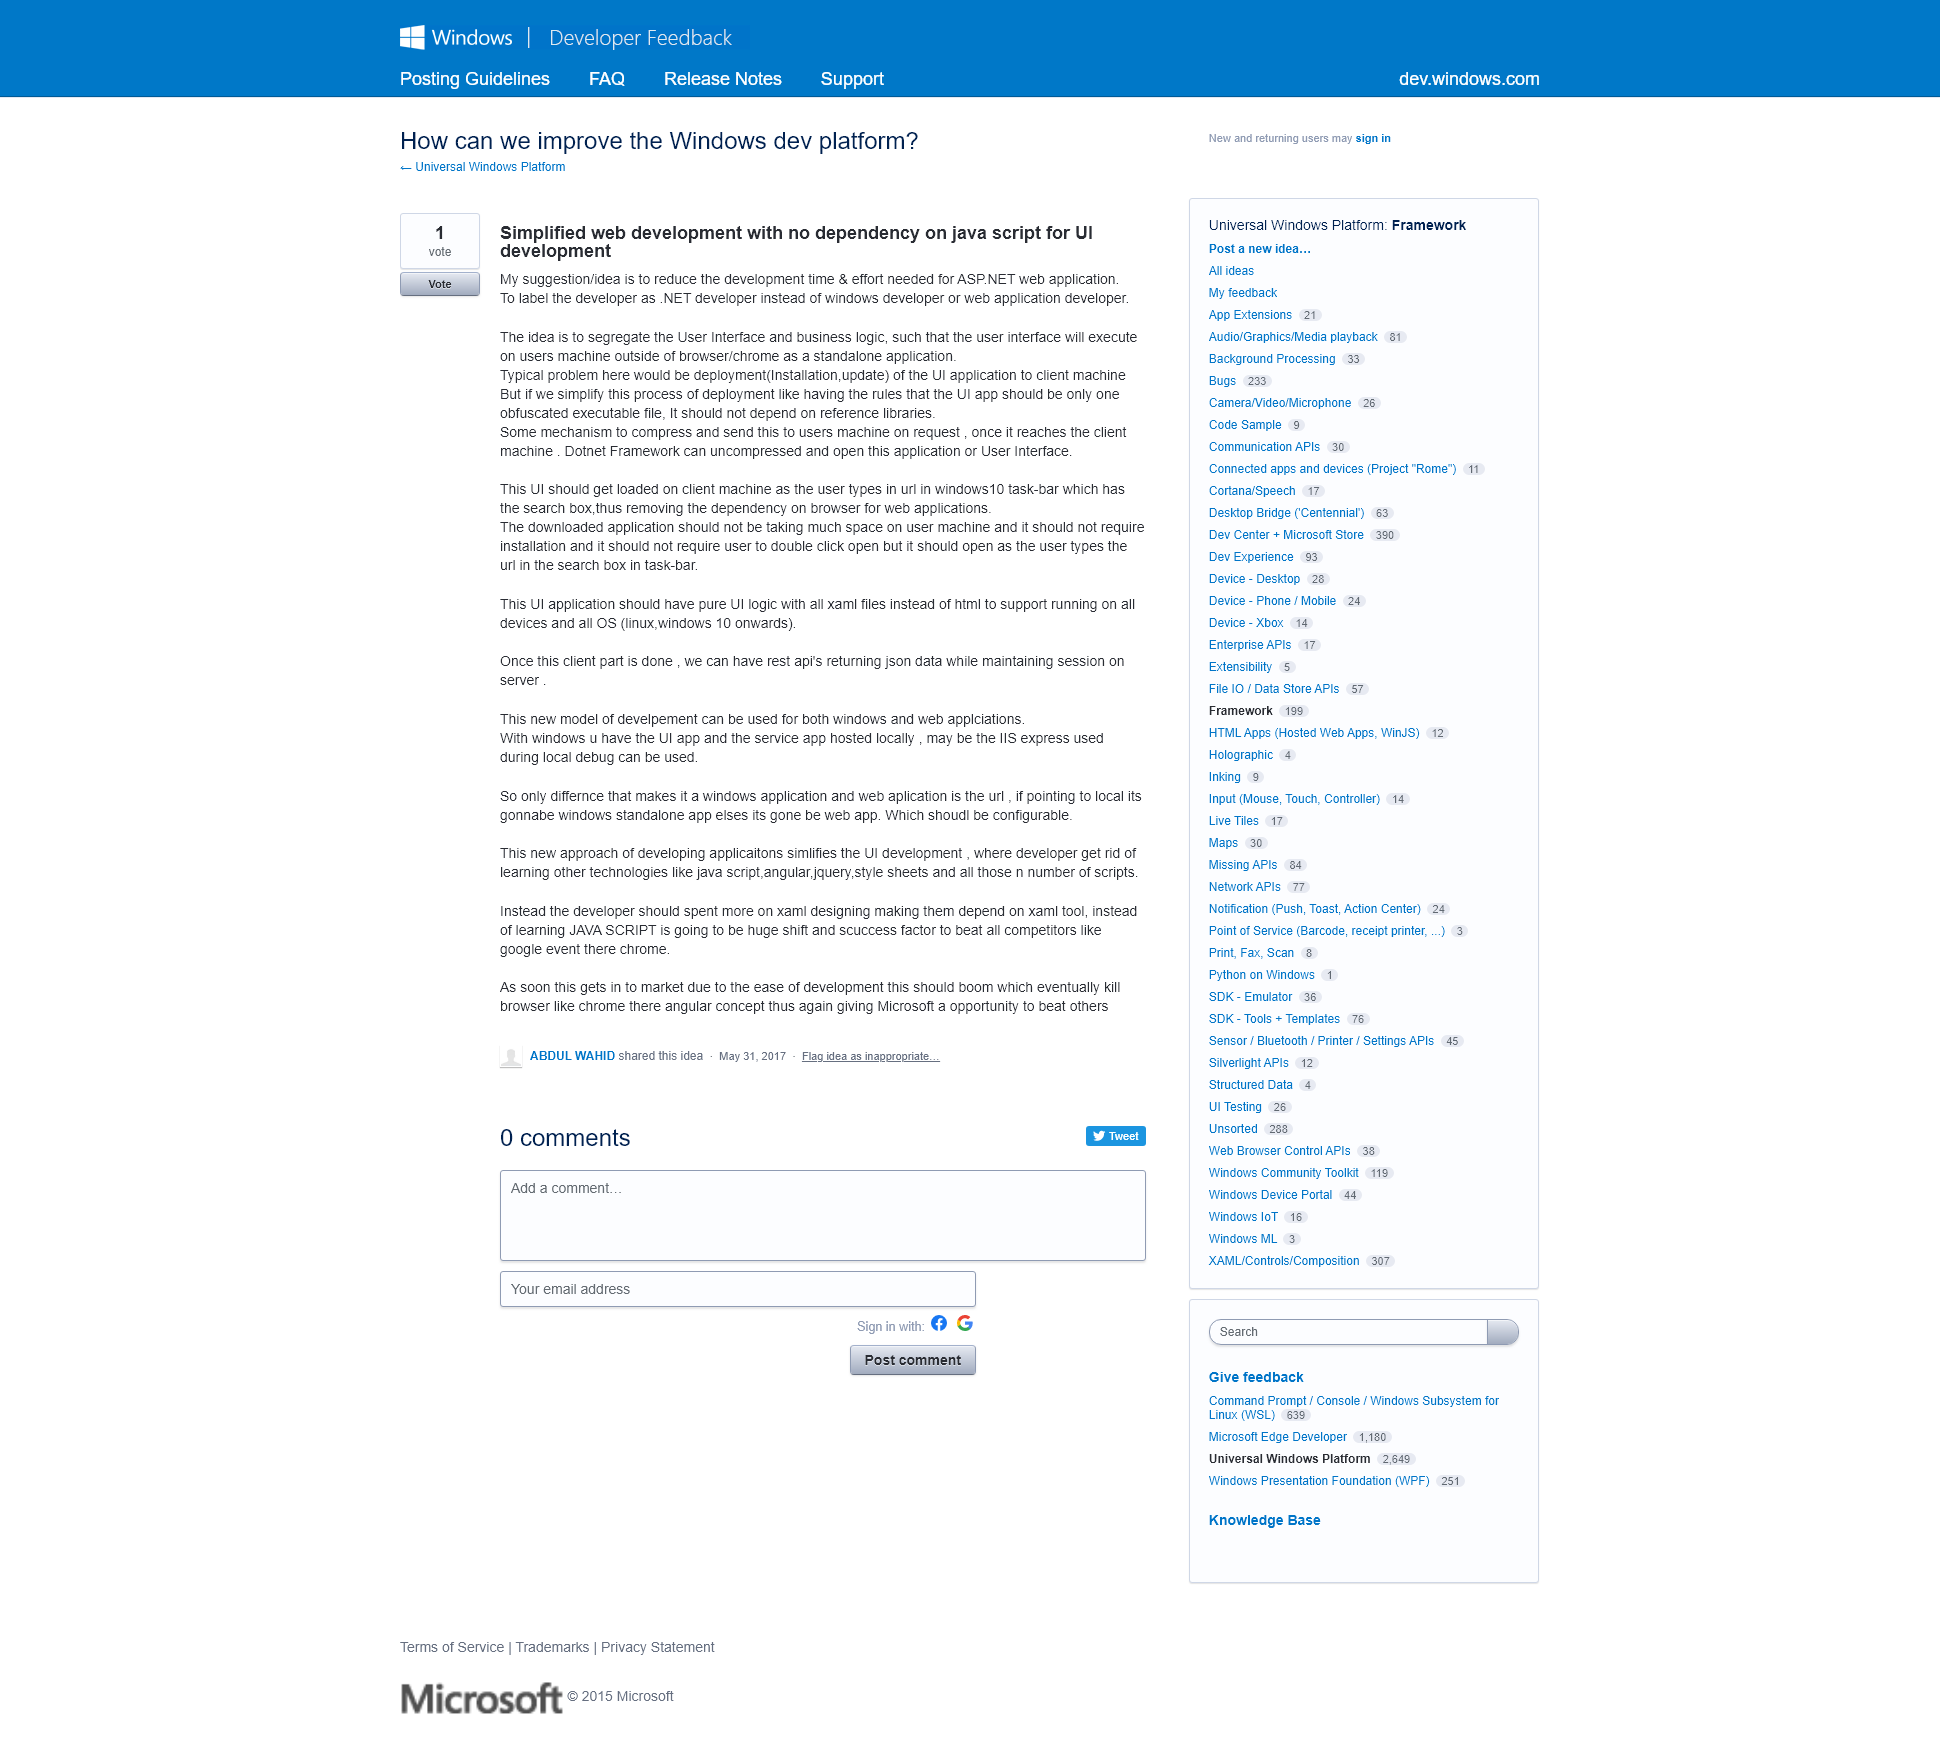 Windows | Developer Feedback
Posting Guidelines FAQ Release Notes Support dev.windows.com
How can we improve the Windows dev platform?
← Universal Windows Platform
New and returning users may sign in
1
vote
Vote
Simplified web development with no dependency on java script for UI
development
My suggestion/idea is to reduce the development time & effort needed for ASP.NET web application.
To label the developer as .NET developer instead of windows developer or web application developer.
The idea is to segregate the User Interface and business logic, such that the user interface will execute
on users machine outside of browser/chrome as a standalone application.
Typical problem here would be deployment(Installation,update) of the UI application to client machine
But if we simplify this process of deployment like having the rules that the UI app should be only one
obfuscated executable file, It should not depend on reference libraries.
Some mechanism to compress and send this to users machine on request , once it reaches the client
machine . Dotnet Framework can uncompressed and open this application or User Interface.
This UI should get loaded on client machine as the user types in url in windows10 task-bar which has
the search box,thus removing the dependency on browser for web applications.
The downloaded application should not be taking much space on user machine and it should not require
installation and it should not require user to double click open but it should open as the user types the
url in the search box in task-bar.
This UI application should have pure UI logic with all xaml files instead of html to support running on all
devices and all OS (linux,windows 10 onwards).
Once this client part is done , we can have rest api's returning json data while maintaining session on
server .
This new model of develpement can be used for both windows and web applciations.
With windows u have the UI app and the service app hosted locally , may be the IIS express used
during local debug can be used.
So only differnce that makes it a windows application and web aplication is the url , if pointing to local its
gonnabe windows standalone app elses its gone be web app. Which shoudl be configurable.
This new approach of developing applicaitons simlifies the UI development , where developer get rid of
learning other technologies like java script,angular,jquery,style sheets and all those n number of scripts.
Instead the developer should spent more on xaml designing making them depend on xaml tool, instead
of learning JAVA SCRIPT is going to be huge shift and scuccess factor to beat all competitors like
google event there chrome.
As soon this gets in to market due to the ease of development this should boom which eventually kill
browser like chrome there angular concept thus again giving Microsoft a opportunity to beat others
ABDUL WAHID shared this idea · May 31, 2017 · Flag idea as inappropriate…
0 comments
Tweet
Add a comment…
Your email address
Sign in with:
Post comment
Universal Windows Platform: Framework
Post a new idea…
All ideas
My feedback
App Extensions 21
Audio/Graphics/Media playback 81
Background Processing 33
Bugs 233
Camera/Video/Microphone 26
Code Sample 9
Communication APIs 30
Connected apps and devices (Project "Rome") 11
Cortana/Speech 17
Desktop Bridge ('Centennial') 63
Dev Center + Microsoft Store 390
Dev Experience 93
Device - Desktop 28
Device - Phone / Mobile 24
Device - Xbox 14
Enterprise APIs 17
Extensibility 5
File IO / Data Store APIs 57
Framework 199
HTML Apps (Hosted Web Apps, WinJS) 12
Holographic 4
Inking 9
Input (Mouse, Touch, Controller) 14
Live Tiles 17
Maps 30
Missing APIs 84
Network APIs 77
Notification (Push, Toast, Action Center) 24
Point of Service (Barcode, receipt printer, …) 3
Print, Fax, Scan 8
Python on Windows 1
SDK - Emulator 36
SDK - Tools + Templates 76
Sensor / Bluetooth / Printer / Settings APIs 45
Silverlight APIs 12
Structured Data 4
UI Testing 26
Unsorted 288
Web Browser Control APIs 38
Windows Community Toolkit 119
Windows Device Portal 44
Windows IoT 16
Windows ML 3
XAML/Controls/Composition 307
Search
Give feedback
Command Prompt / Console / Windows Subsystem for
Linux (WSL) 639
Microsoft Edge Developer 1,180
Universal Windows Platform 2,649
Windows Presentation Foundation (WPF) 251
Knowledge Base
Terms of Service | Trademarks | Privacy Statement
Microsoft © 2015 Microsoft